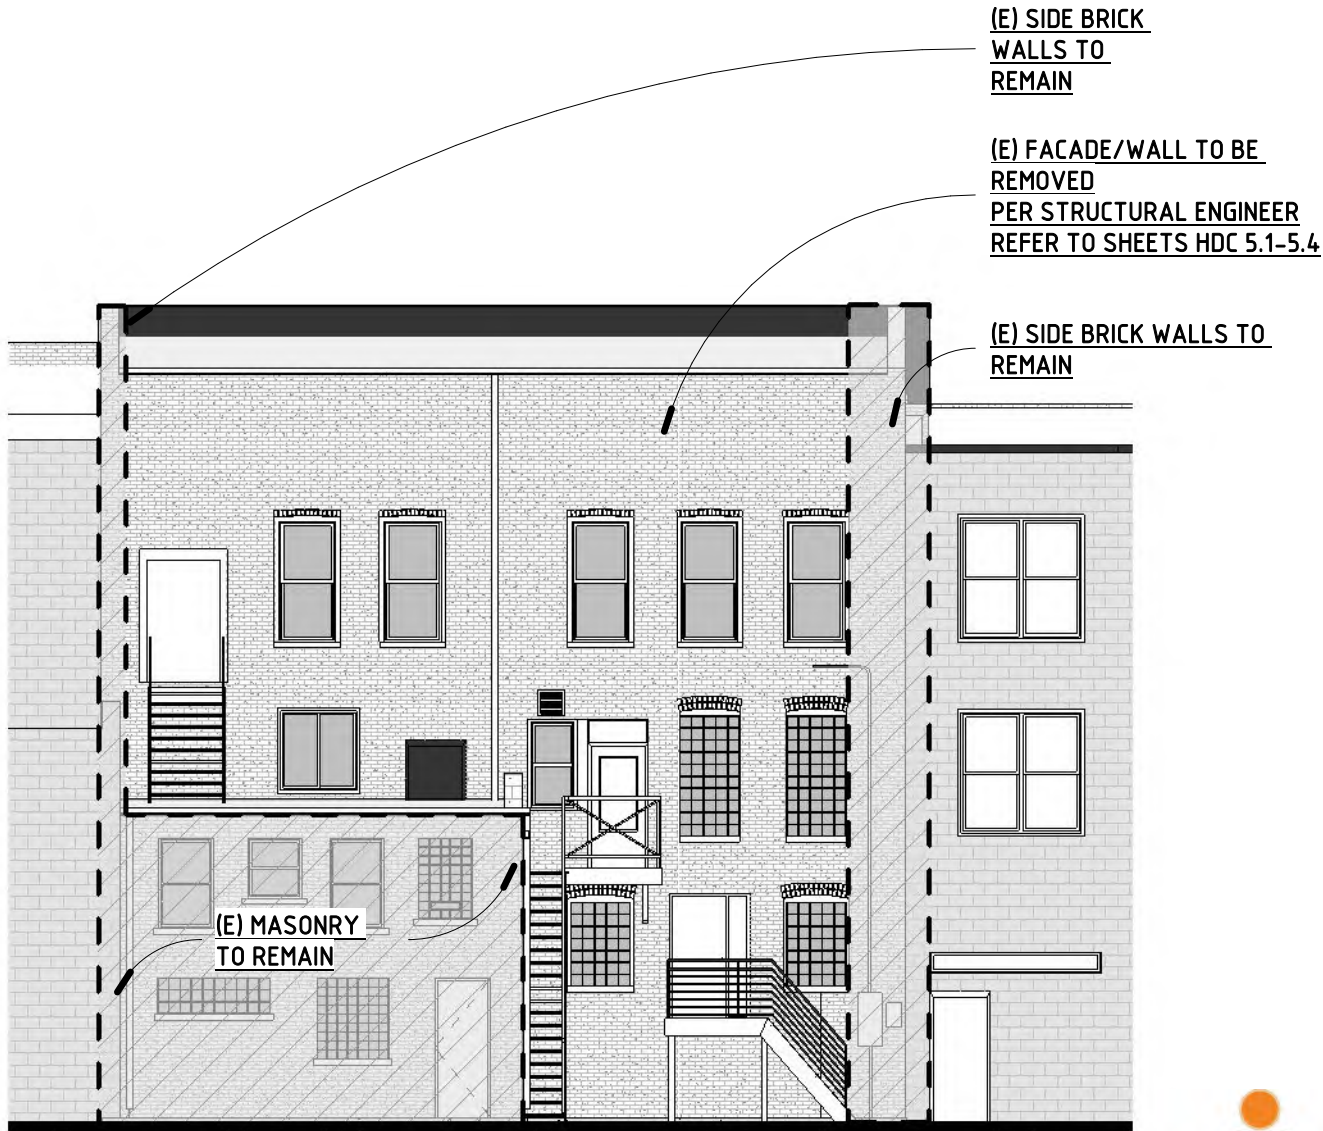 (E) SIDE BRICK
WALLS TO
REMAIN
(E) FACADE/WALL TO BE
REMOVED
PER STRUCTURAL ENGINEER
REFER TO SHEETS HDC 5.1-5.4
(E) SIDE BRICK WALLS TO
REMAIN
(E) MASONRY
TO REMAIN